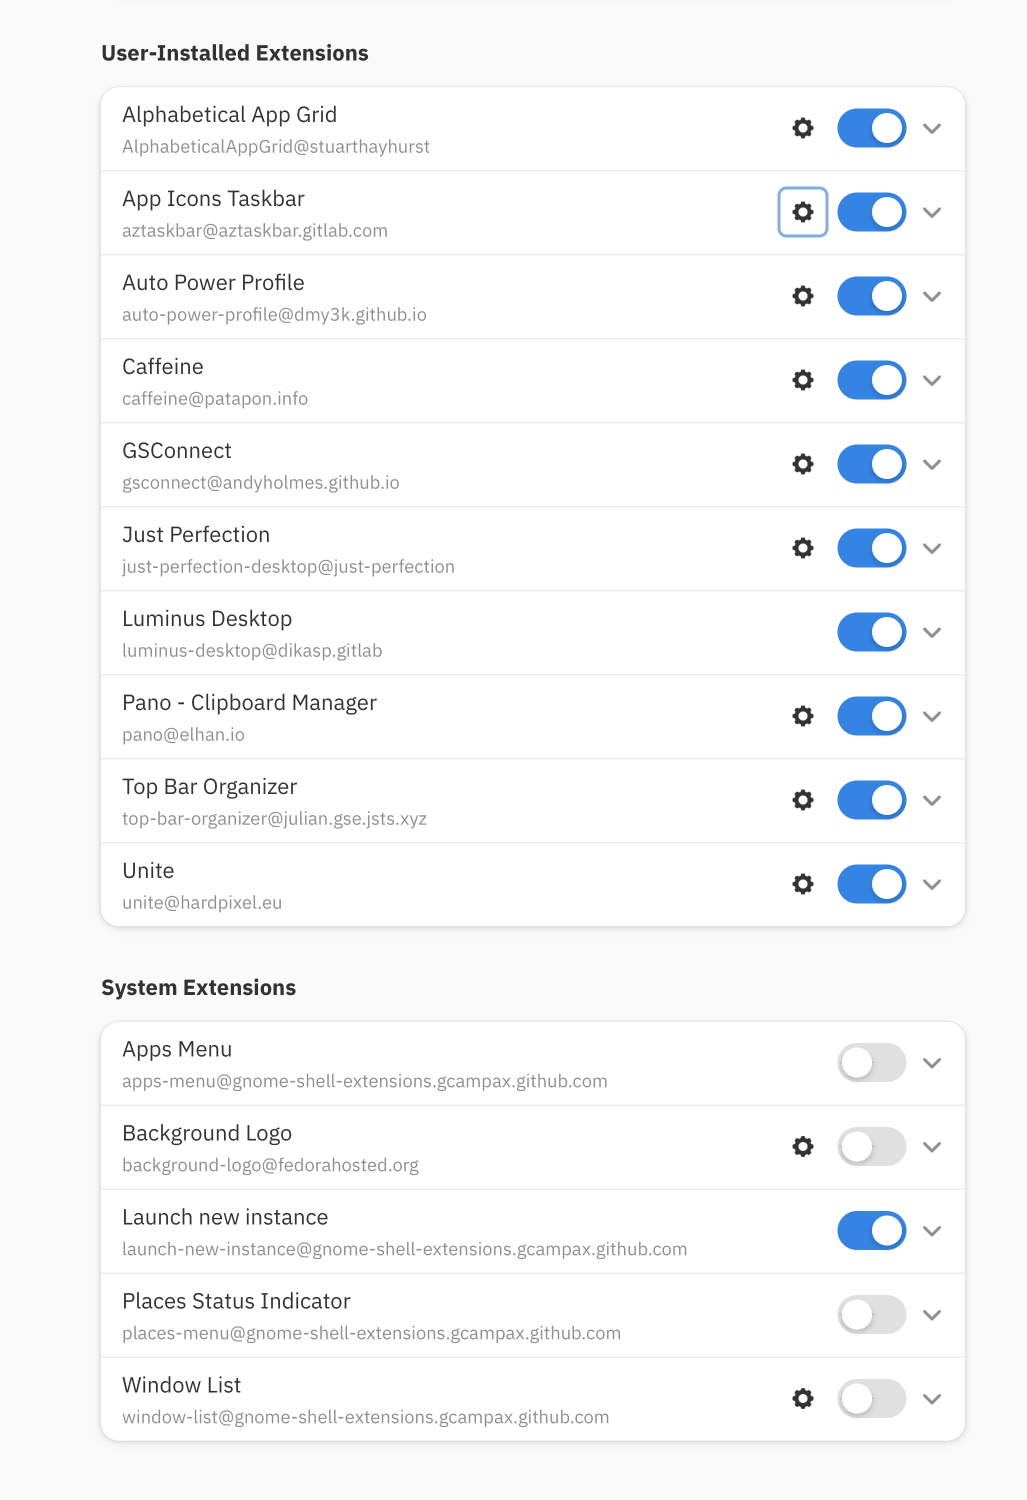 User-Installed Extensions
Alphabetical App Grid
AlphabeticalAppGrid@stuarthayhurst
App Icons Taskbar
aztaskbar@aztaskbar.gitlab.com
Auto Power Profile
auto-power-profile@dmy3k.github.io
Caffeine
caffeine@patapon.info
GSConnect
gsconnect@andyholmes.github.io
Just Perfection
just-perfection-desktop@just-perfection
Luminus Desktop
luminus-desktop@dikasp.gitlab
Pano - Clipboard Manager
pano@elhan.io
Top Bar Organizer
top-bar-organizer@julian.gse.jsts.xyz
Unite
unite@hardpixel.eu
System Extensions
Apps Menu
apps-menu@gnome-shell-extensions.gcampax.github.com
Background Logo
background-logo@fedorahosted.org
Launch new instance
launch-new-instance@gnome-shell-extensions.gcampax.github.com
Places Status Indicator
places-menu@gnome-shell-extensions.gcampax.github.com
Window List
window-list@gnome-shell-extensions.gcampax.github.com